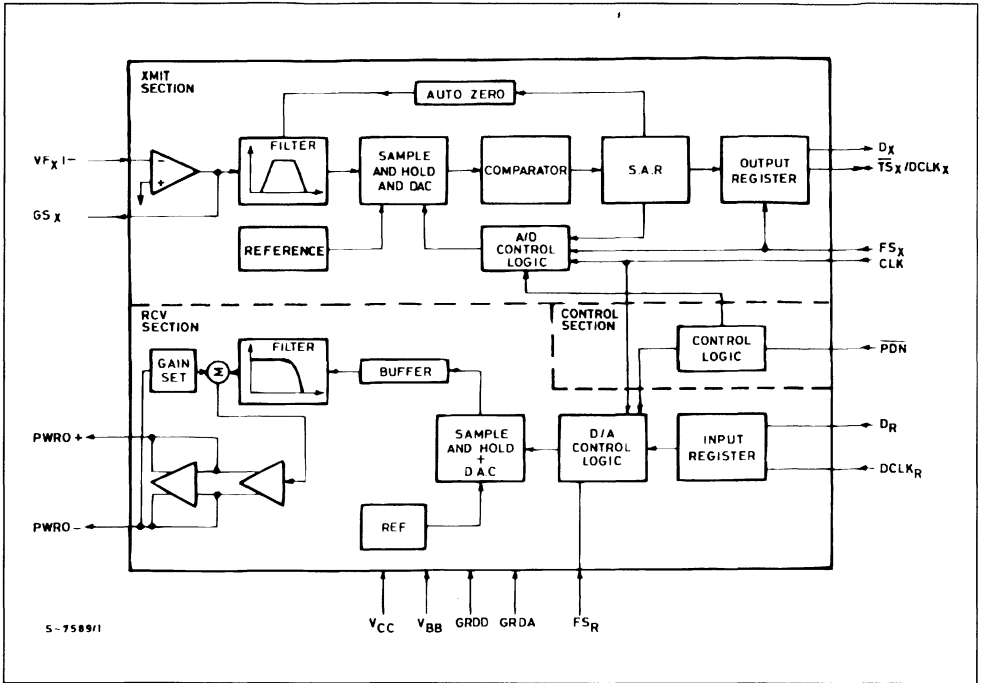 XMIT
SECTION
AUTO ZERO
VFX I-
GSX
-
+
FILTER
SAMPLE
AND HOLD
AND DAC
COMPARATOR
S.A.R
OUTPUT
REGISTER
DX
TSX/DCLKX
REFERENCE
A/D
CONTROL
LOGIC
FSX
CLK
RCV
SECTION
CONTROL
SECTION
CONTROL
LOGIC
PDN
GAIN
SET
Σ
FILTER
BUFFER
PWRO+
PWRO-
SAMPLE
AND HOLD
+
D.A.C
D/A
CONTROL
LOGIC
INPUT
REGISTER
DR
DCLKR
REF
VCC
VBB
GRDD
GRDA
FSR
S-7589/1